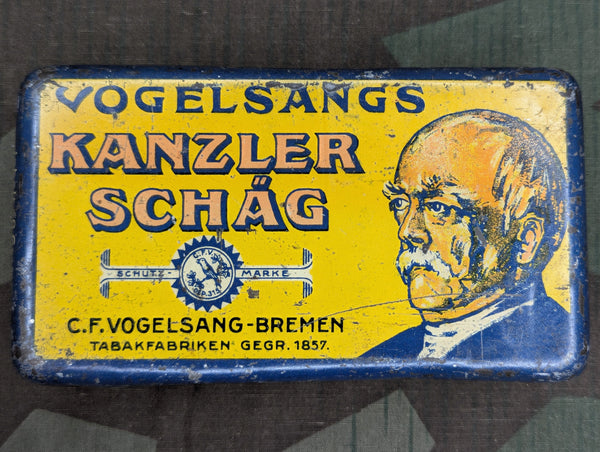 VOGELSANGS
KANZLER
SCHÄG
SCHUTZ- MARKE
C.F.VOGELSANG-BREMEN
TABAKFABRIKEN GEGR. 1857.